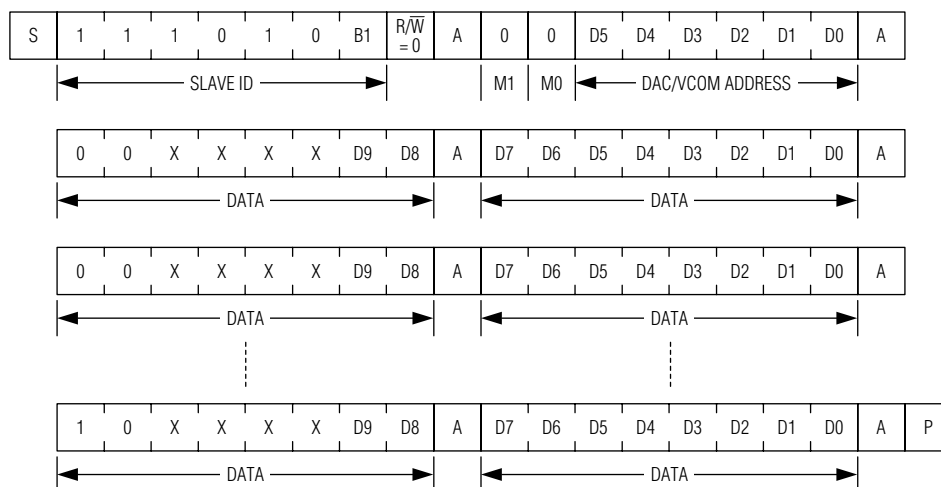 S 1 1 1 0 1 0 B1 R/W̅ = 0 A 0 0 D5 D4 D3 D2 D1 D0 A
SLAVE ID M1 M0 DAC/VCOM ADDRESS
0 0 X X X X D9 D8 A D7 D6 D5 D4 D3 D2 D1 D0 A
DATA DATA
0 0 X X X X D9 D8 A D7 D6 D5 D4 D3 D2 D1 D0 A
DATA DATA
1 0 X X X X D9 D8 A D7 D6 D5 D4 D3 D2 D1 D0 A P
DATA DATA